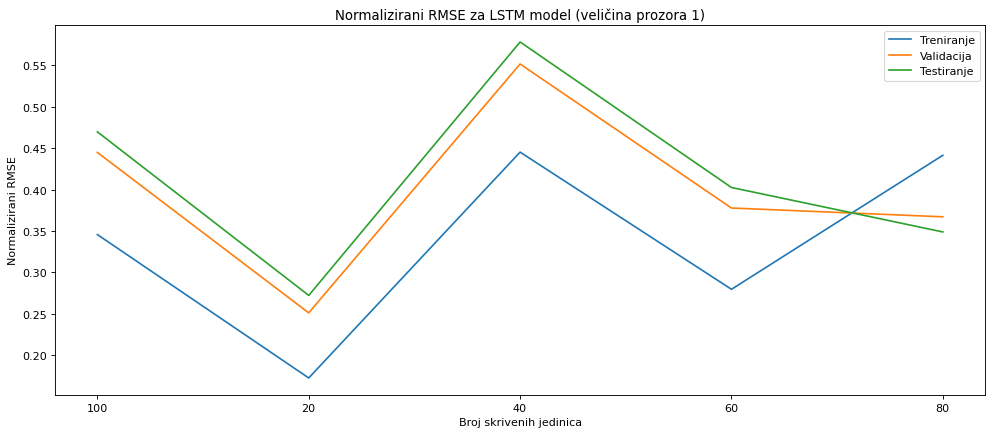 Normalizirani RMSE za LSTM model (veličina prozora 1)
Treniranje
Validacija
Testiranje
Normalizirani RMSE
0.55
0.50
0.45
0.40
0.35
0.30
0.25
0.20
100 20 40 60 80
Broj skrivenih jedinica